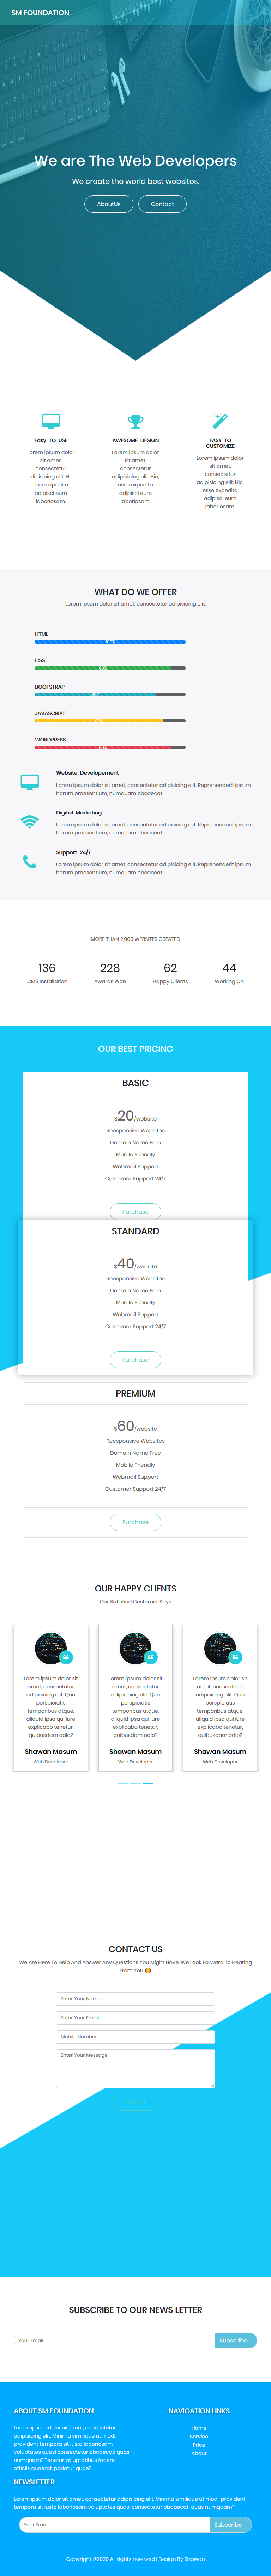 SM FOUNDATION
We are The Web Developers
We create the world best websites.
AboutUs
Contact
Easy TO USE
Lorem ipsum dolor
sit amet,
consectetur
adipisicing elit. Hic,
esse expedita
adipisci eum
laboriosam.
AWESOME DESIGN
Lorem ipsum dolor
sit amet,
consectetur
adipisicing elit. Hic,
esse expedita
adipisci eum
laboriosam.
EASY TO
CUSTOMIZE
Lorem ipsum dolor
sit amet,
consectetur
adipisicing elit. Hic,
esse expedita
adipisci eum
laboriosam.
WHAT DO WE OFFER
Lorem ipsum dolor sit amet, consectetur adipisicing elit.
HTML
CSS
BOOTSTRAP
JAVASCRIPT
WORDPRESS
Website Developement
Lorem ipsum dolor sit amet, consectetur adipisicing elit. Reprehenderit ipsum
harum praesentium, numquam obcaecati.
Digital Marketing
Lorem ipsum dolor sit amet, consectetur adipisicing elit. Reprehenderit ipsum
harum praesentium, numquam obcaecati.
Support 24/7
Lorem ipsum dolor sit amet, consectetur adipisicing elit. Reprehenderit ipsum
harum praesentium, numquam obcaecati.
MORE THAN 2,000 WEBSITES CREATED
136
CMS Installation
228
Awards Won
62
Happy Clients
44
Working On
OUR BEST PRICING
BASIC
$20/website
Reesponsive Websites
Domain Name Free
Mobile Friendly
Webmail Support
Customer Support 24/7
Purchase
STANDARD
$40/website
Reesponsive Websites
Domain Name Free
Mobile Friendly
Webmail Support
Customer Support 24/7
Purchase
PREMIUM
$60/website
Reesponsive Websites
Domain Name Free
Mobile Friendly
Webmail Support
Customer Support 24/7
Purchase
OUR HAPPY CLIENTS
Our Satisfied Customer Says
Lorem ipsum dolor sit
amet, consectetur
adipisicing elit. Quo
perspiciatis
temporibus atque,
aliquid ipsa qui iure
explicabo tenetur,
quibusdam odio?
Shawan Masum
Web Developer
Lorem ipsum dolor sit
amet, consectetur
adipisicing elit. Quo
perspiciatis
temporibus atque,
aliquid ipsa qui iure
explicabo tenetur,
quibusdam odio?
Shawan Masum
Web Developer
Lorem ipsum dolor sit
amet, consectetur
adipisicing elit. Quo
perspiciatis
temporibus atque,
aliquid ipsa qui iure
explicabo tenetur,
quibusdam odio?
Shawan Masum
Web Developer
CONTACT US
We Are Here To Help And Answer Any Questions You Might Have. We Look Forward To Hearing
From You 😊
Enter Your Name
Enter Your Email
Mobile Number
Enter Your Message
SUBSCRIBE TO OUR NEWS LETTER
Your Email
Subscribe
ABOUT SM FOUNDATION
Lorem ipsum dolor sit amet, consectetur
adipisicing elit. Minima similique ut modi,
provident tempora sit iusto laboriosam
voluptates quasi consectetur obcaecati quas
numquam? Tenetur voluptatibus facere
officiis quaerat, pariatur quae?
NAVIGATION LINKS
Home
Service
Price
About
NEWSLETTER
Lorem ipsum dolor sit amet, consectetur adipisicing elit. Minima similique ut modi, provident
tempora sit iusto laboriosam voluptates quasi consectetur obcaecati quas numquam?
Your Email
Subscribe
Copyright ©2020 All rights reserved | Design By Shawan